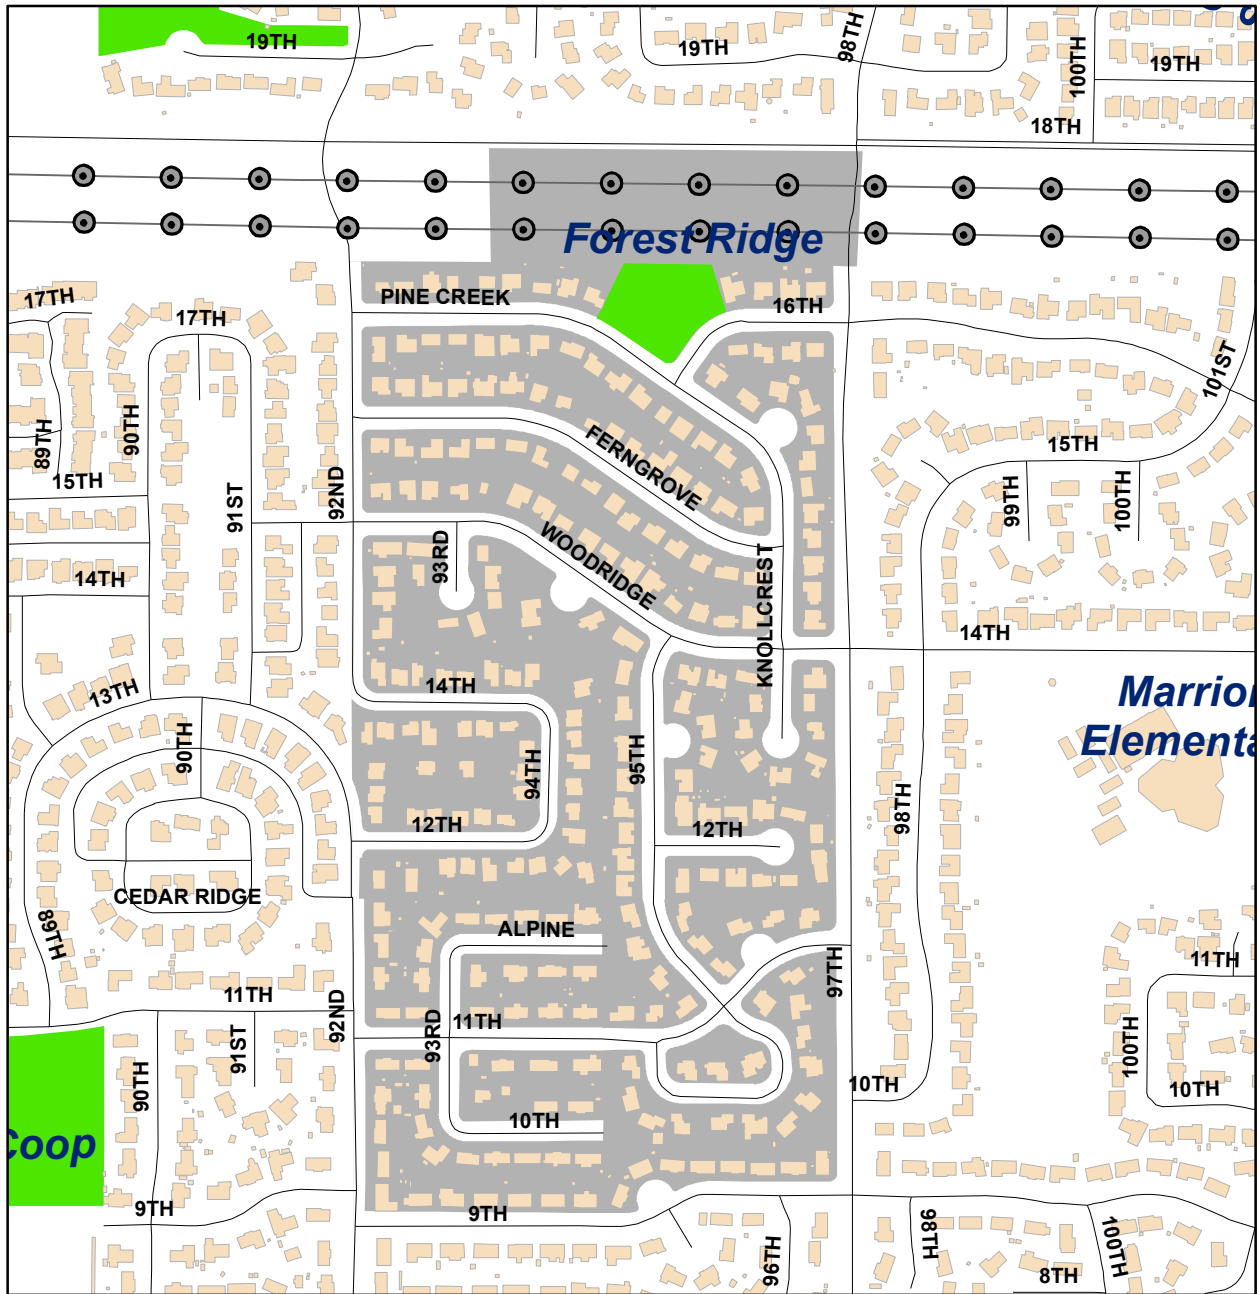 19TH
19TH
98TH
100TH
19TH
18TH
Forest Ridge
17TH
17TH
PINE CREEK
16TH
101ST
89TH
90TH
15TH
91ST
92ND
FERNGROVE
15TH
99TH
100TH
14TH
93RD
WOODRIDGE
KNOLLCREST
14TH
13TH
14TH
Marrio
Elementa
90TH
94TH
95TH
12TH
12TH
98TH
CEDAR RIDGE
89TH
ALPINE
97TH
11TH
11TH
92ND
91ST
93RD
11TH
90TH
10TH
100TH
10TH
10TH
Coop
9TH
9TH
96TH
98TH
100TH
8TH